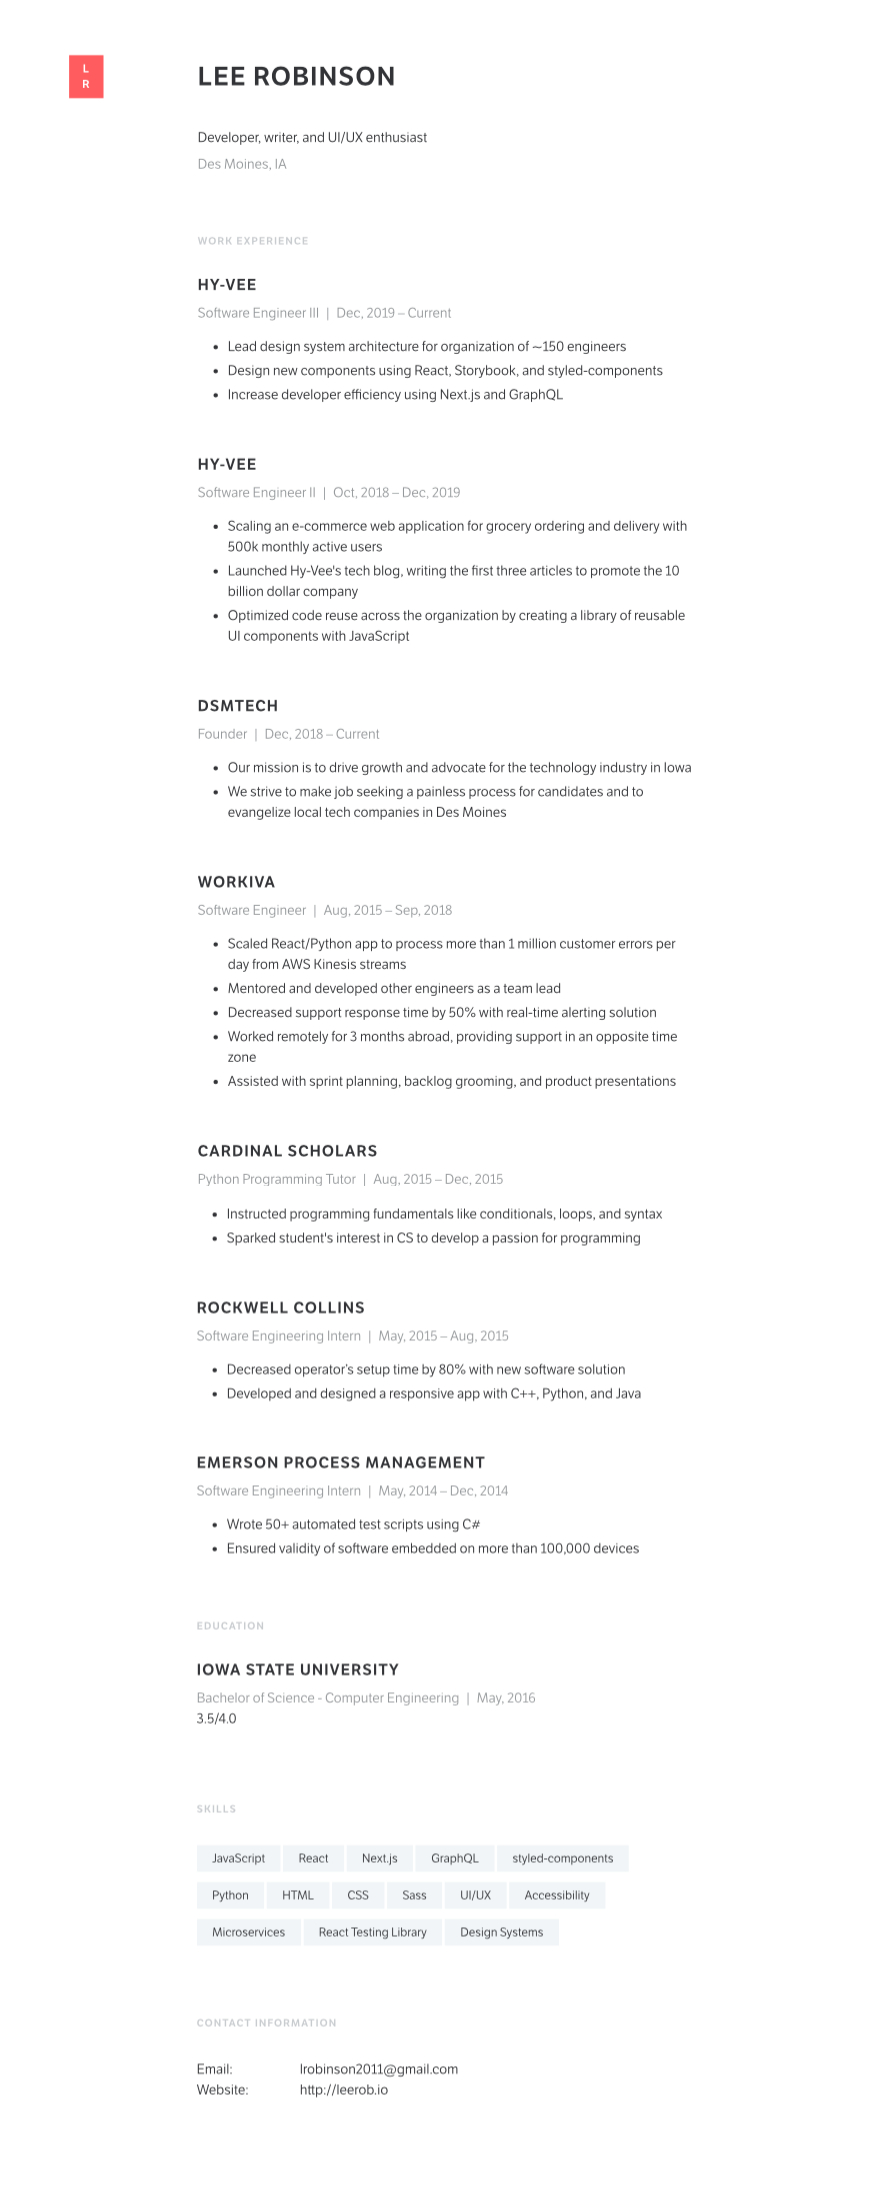 L
R
LEE ROBINSON
Developer, writer, and UI/UX enthusiast
Des Moines, IA
WORK EXPERIENCE
HY-VEE
Software Engineer III | Dec, 2019 – Current
• Lead design system architecture for organization of ~150 engineers
• Design new components using React, Storybook, and styled-components
• Increase developer efficiency using Next.js and GraphQL
HY-VEE
Software Engineer II | Oct, 2018 – Dec, 2019
• Scaling an e-commerce web application for grocery ordering and delivery with
500k monthly active users
• Launched Hy-Vee's tech blog, writing the first three articles to promote the 10
billion dollar company
• Optimized code reuse across the organization by creating a library of reusable
UI components with JavaScript
DSMTECH
Founder | Dec, 2018 – Current
• Our mission is to drive growth and advocate for the technology industry in Iowa
• We strive to make job seeking a painless process for candidates and to
evangelize local tech companies in Des Moines
WORKIVA
Software Engineer | Aug, 2015 – Sep, 2018
• Scaled React/Python app to process more than 1 million customer errors per
day from AWS Kinesis streams
• Mentored and developed other engineers as a team lead
• Decreased support response time by 50% with real-time alerting solution
• Worked remotely for 3 months abroad, providing support in an opposite time
zone
• Assisted with sprint planning, backlog grooming, and product presentations
CARDINAL SCHOLARS
Python Programming Tutor | Aug, 2015 – Dec, 2015
• Instructed programming fundamentals like conditionals, loops, and syntax
• Sparked student's interest in CS to develop a passion for programming
ROCKWELL COLLINS
Software Engineering Intern | May, 2015 – Aug, 2015
• Decreased operator's setup time by 80% with new software solution
• Developed and designed a responsive app with C++, Python, and Java
EMERSON PROCESS MANAGEMENT
Software Engineering Intern | May, 2014 – Dec, 2014
• Wrote 50+ automated test scripts using C#
• Ensured validity of software embedded on more than 100,000 devices
EDUCATION
IOWA STATE UNIVERSITY
Bachelor of Science - Computer Engineering | May, 2016
3.5/4.0
SKILLS
JavaScript React Next.js GraphQL styled-components
Python HTML CSS Sass UI/UX Accessibility
Microservices React Testing Library Design Systems
CONTACT INFORMATION
Email: lrobinson2011@gmail.com
Website: http://leerob.io